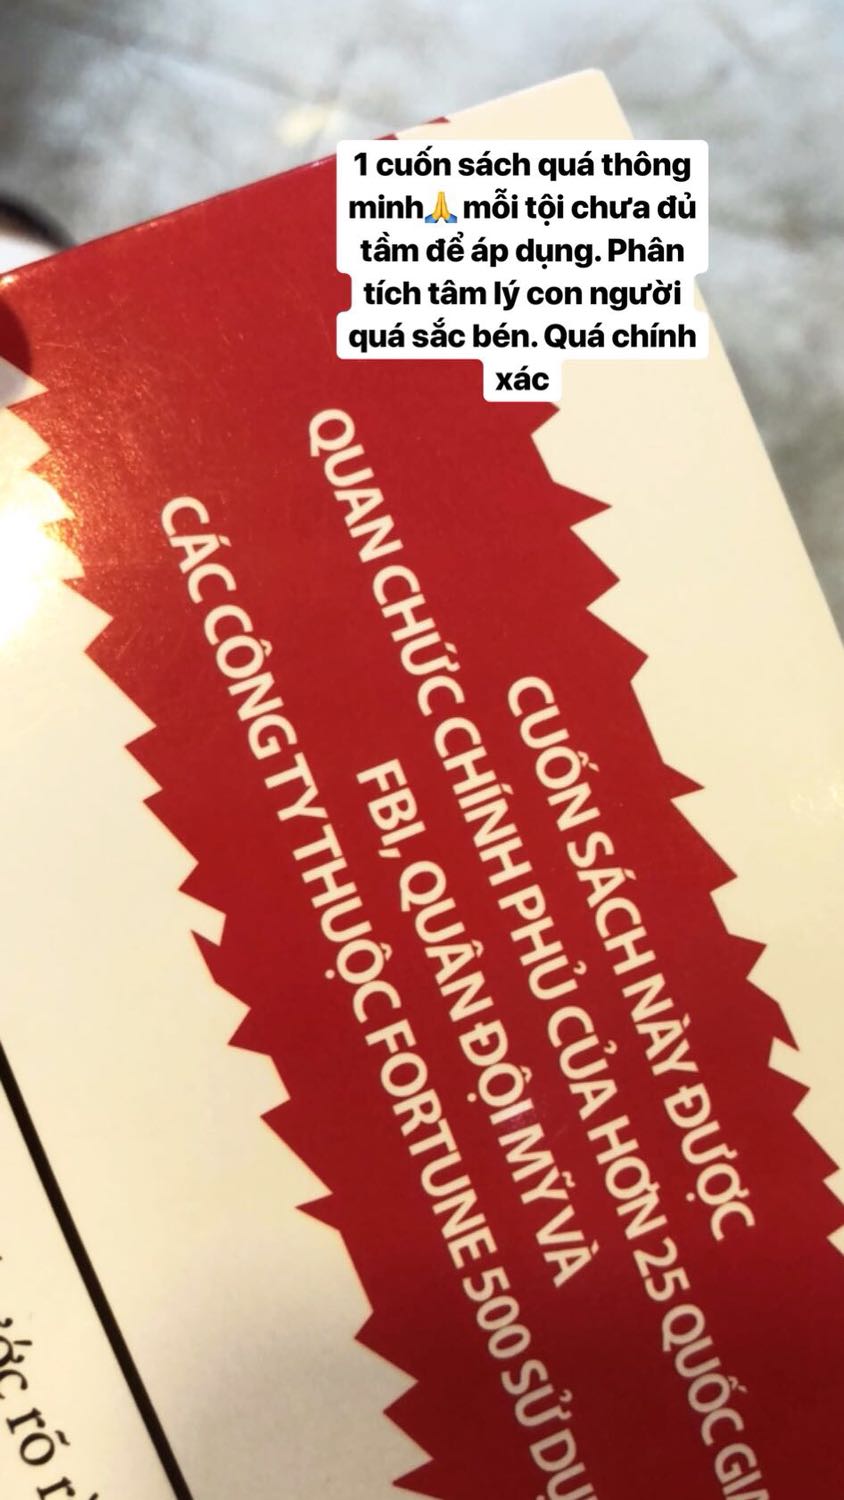 1 cuốn sách quá thông
minh🙏mỗi tội chưa đủ
tầm để áp dụng. Phân
tích tâm lý con người
quá sắc bén. Quá chính
xác
CUỐN SÁCH NÀY ĐƯỢC
QUAN CHỨC CHÍNH PHỦ CỦA HƠN 25 QUỐC GIA
FBI, QUÂN ĐỘI MỸ VÀ
CÁC CÔNG TY THUỘC FORTUNE 500 SỬ
rõ